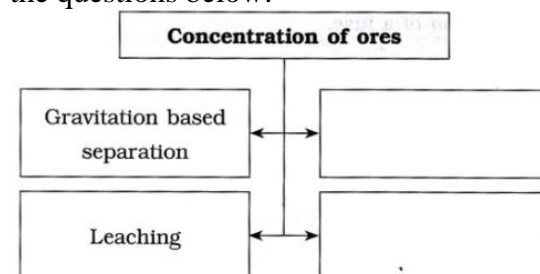 the questions below.
Concentration of ores
Gravitation based
separation
Leaching